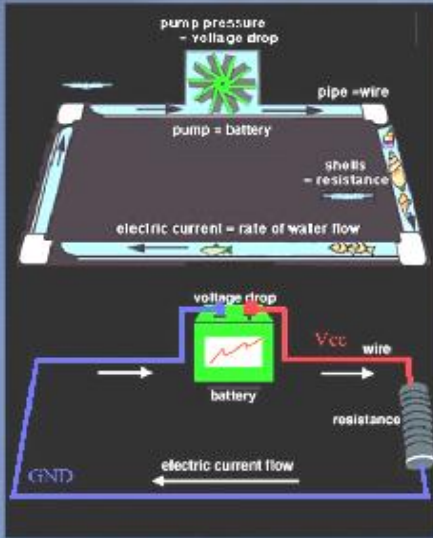 pump pressure
= voltage drop
pipe =wire
pump = battery
shells
= resistance
electric current = rate of water flow
voltage drop
Vcc
wire
battery
resistance
electric current flow
GND